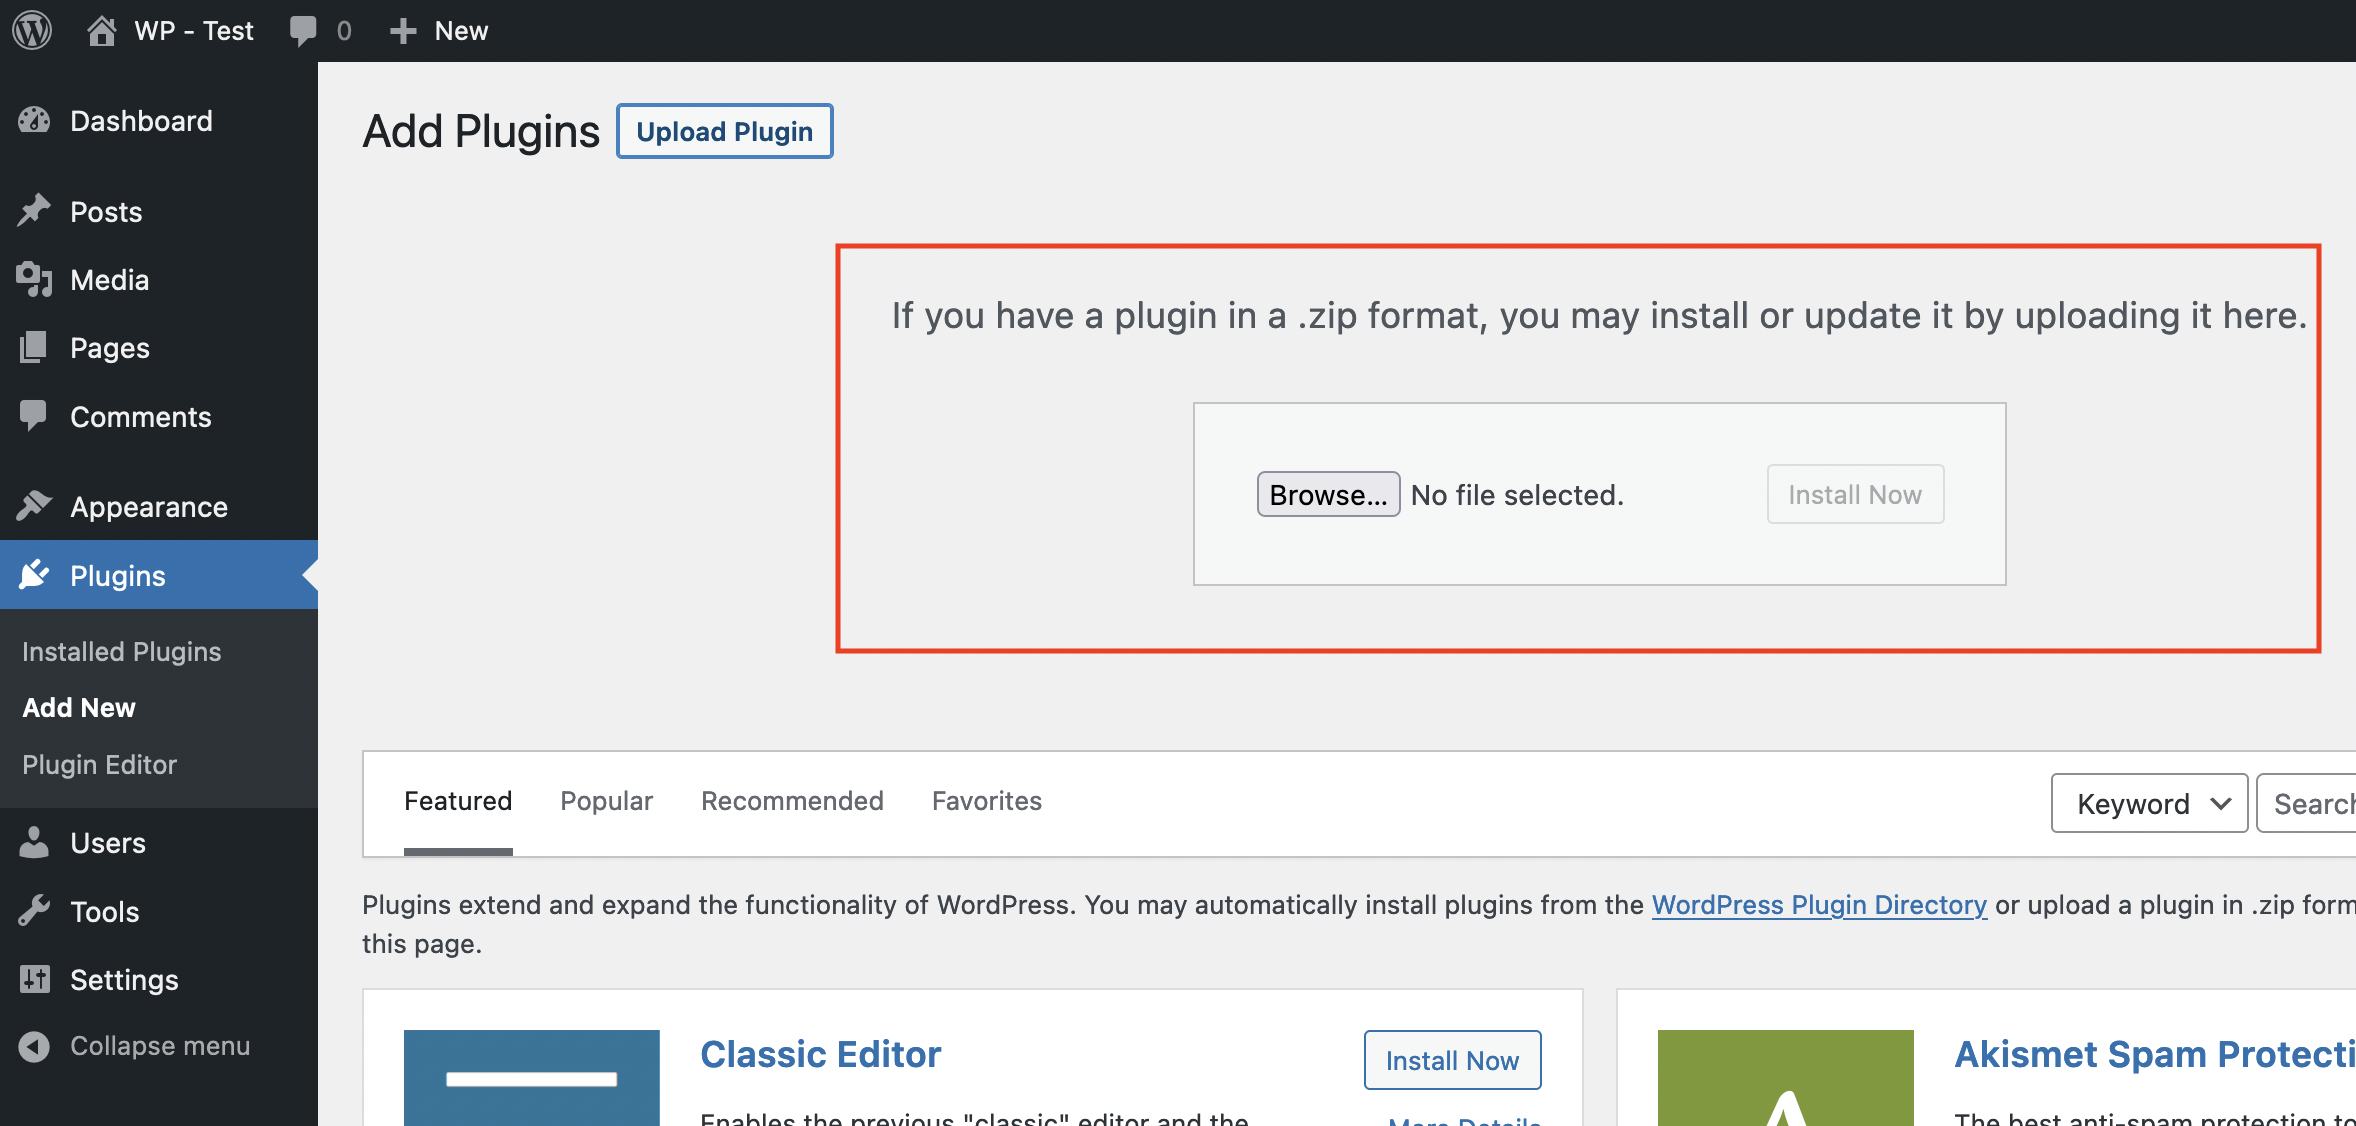 WP - Test 0 New
Dashboard
Posts
Media
Pages
Comments
Appearance
Plugins
Installed Plugins
Add New
Plugin Editor
Users
Tools
Settings
Collapse menu
Add Plugins Upload Plugin
If you have a plugin in a .zip format, you may install or update it by uploading it here.
Browse... No file selected. Install Now
Featured Popular Recommended Favorites Keyword Search
Plugins extend and expand the functionality of WordPress. You may automatically install plugins from the WordPress Plugin Directory or upload a plugin in .zip form
this page.
Classic Editor Install Now
Enables the previous "classic" editor and the More Details
Akismet Spam Protecti
The best anti-spam protection to